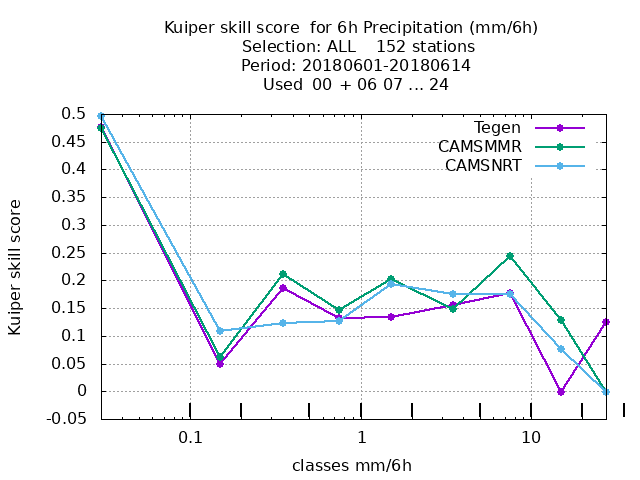 Kuiper skill score  for 6h Precipitation (mm/6h)
Selection: ALL    152 stations
Period: 20180601-20180614
Used  00 + 06 07 ... 24
Tegen
CAMSMMR
CAMSNRT
0.5
0.45
0.4
0.35
0.3
0.25
0.2
0.15
0.1
0.05
0
-0.05
Kuiper skill score
0.1
1
10
classes mm/6h